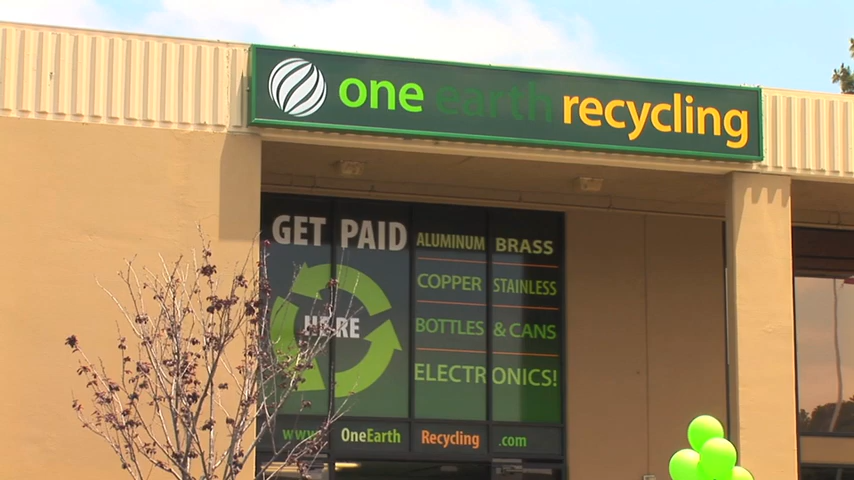 one earth recycling
GET PAID
HERE
ALUMINUM BRASS
COPPER STAINLESS
BOTTLES & CANS
ELECTRONICS!
www. OneEarth Recycling .com